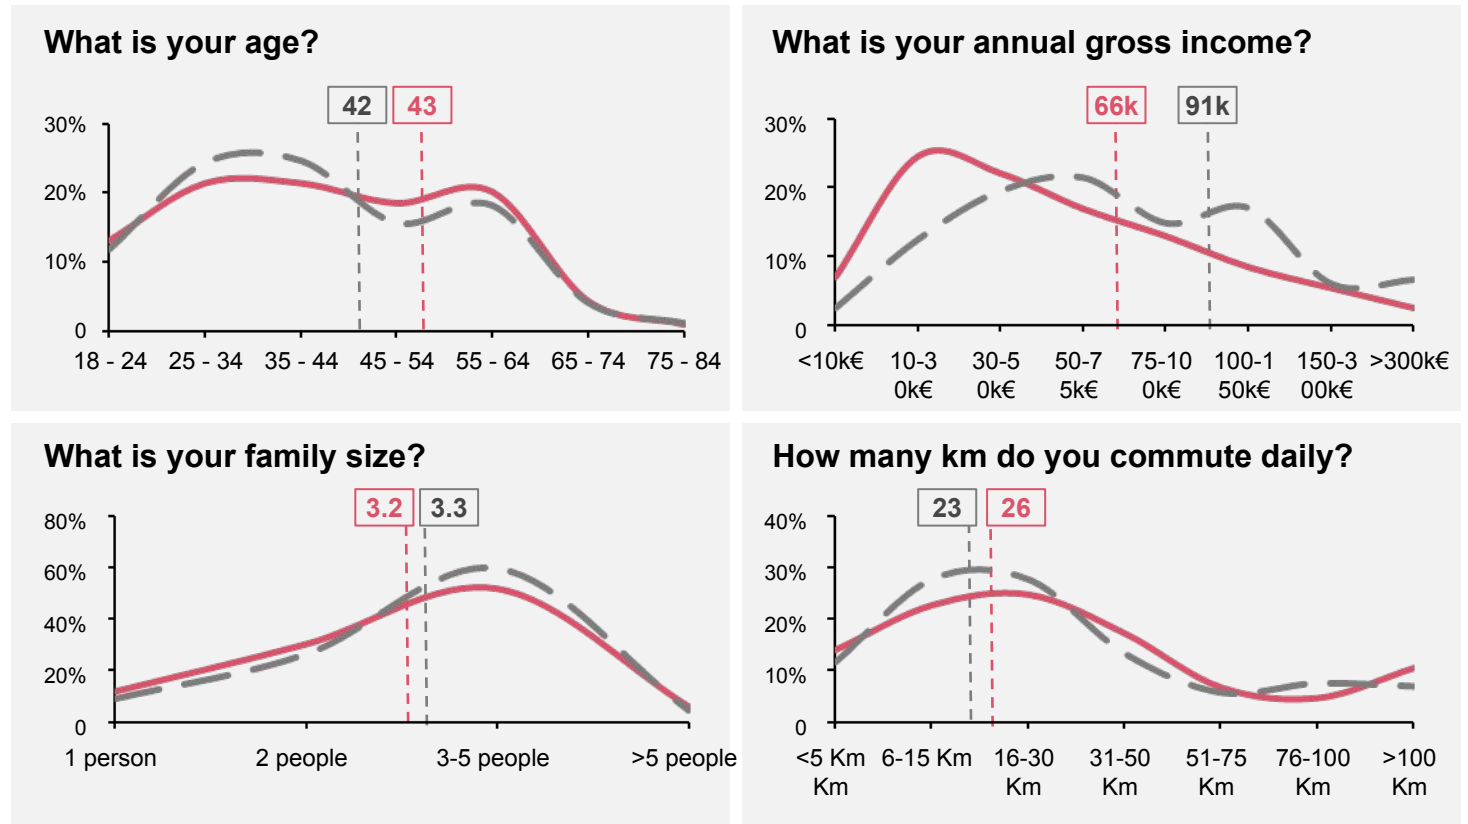 What is your age?
42 43
30%
20%
10%
0
18 - 24 25 - 34 35 - 44 45 - 54 55 - 64 65 - 74 75 - 84
What is your annual gross income?
66k 91k
30%
20%
10%
0
<10k€ 10-3 30-5 50-7 75-10 100-1 150-3 >300k€
0k€ 0k€ 5k€ 0k€ 50k€ 00k€
What is your family size?
3.2 3.3
80%
60%
40%
20%
0
1 person 2 people 3-5 people >5 people
How many km do you commute daily?
23 26
40%
30%
20%
10%
0
<5 Km 6-15 Km 16-30 31-50 51-75 76-100 >100
Km Km Km Km Km Km